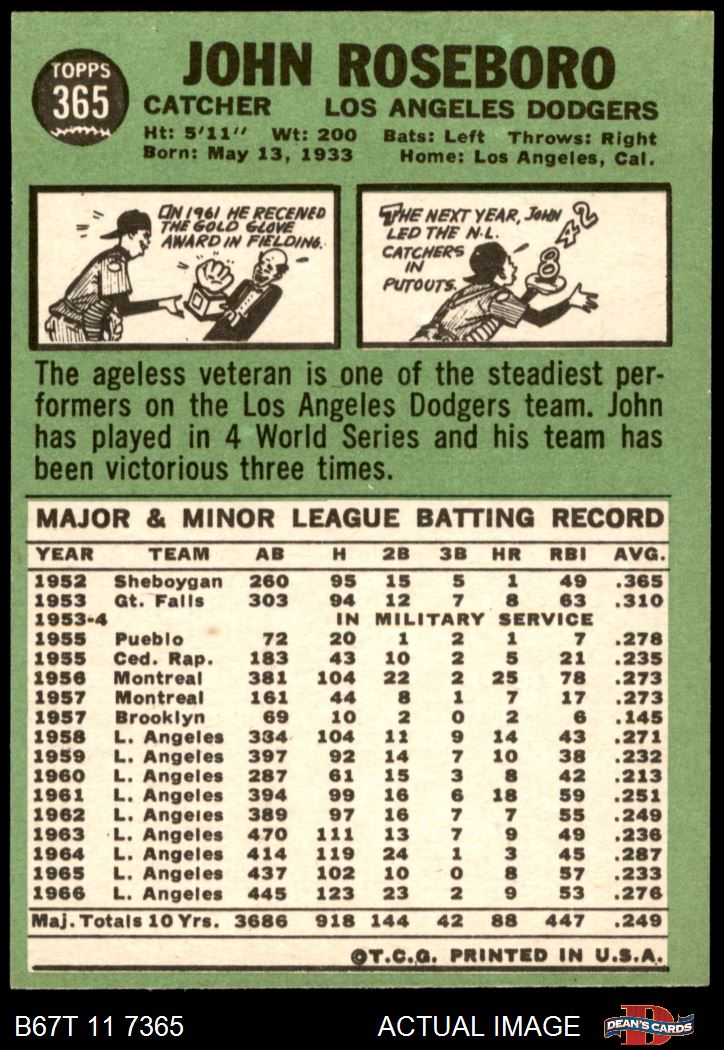 TOPPS
365
JOHN ROSEBORO
CATCHER LOS ANGELES DODGERS
Ht: 5'11" Wt: 200 Bats: Left Throws: Right
Born: May 13, 1933 Home: Los Angeles, Cal.
IN 1961 HE RECEIVED
THE GOLD GLOVE
AWARD IN FIELDING.
THE NEXT YEAR, JOHN
LED THE N.L.
CATCHERS
IN
PUTOUTS.
842
The ageless veteran is one of the steadiest per-
formers on the Los Angeles Dodgers team. John
has played in 4 World Series and his team has
been victorious three times.
MAJOR & MINOR LEAGUE BATTING RECORD
YEAR TEAM AB H 2B 3B HR RBI AVG.
1952 Sheboygan 260 95 15 5 1 49 .365
1953 Gt. Falls 303 94 12 7 8 63 .310
1953-4 IN MILITARY SERVICE
1955 Pueblo 72 20 1 2 1 7 .278
1955 Ced. Rap. 183 43 10 2 5 21 .235
1956 Montreal 381 104 22 2 25 78 .273
1957 Montreal 161 44 8 1 7 17 .273
1957 Brooklyn 69 10 2 0 2 6 .145
1958 L. Angeles 334 104 11 9 14 43 .271
1959 L. Angeles 397 92 14 7 10 38 .232
1960 L. Angeles 287 61 15 3 8 42 .213
1961 L. Angeles 394 99 16 6 18 59 .251
1962 L. Angeles 389 97 16 7 7 55 .249
1963 L. Angeles 470 111 13 7 9 49 .236
1964 L. Angeles 414 119 24 1 3 45 .287
1965 L. Angeles 437 102 10 0 8 57 .233
1966 L. Angeles 445 123 23 2 9 53 .276
Maj. Totals 10 Yrs. 3686 918 144 42 88 447 .249
©T.C.G. PRINTED IN U.S.A.
B67T 11 7365 ACTUAL IMAGE
D
DEAN'S CARDS